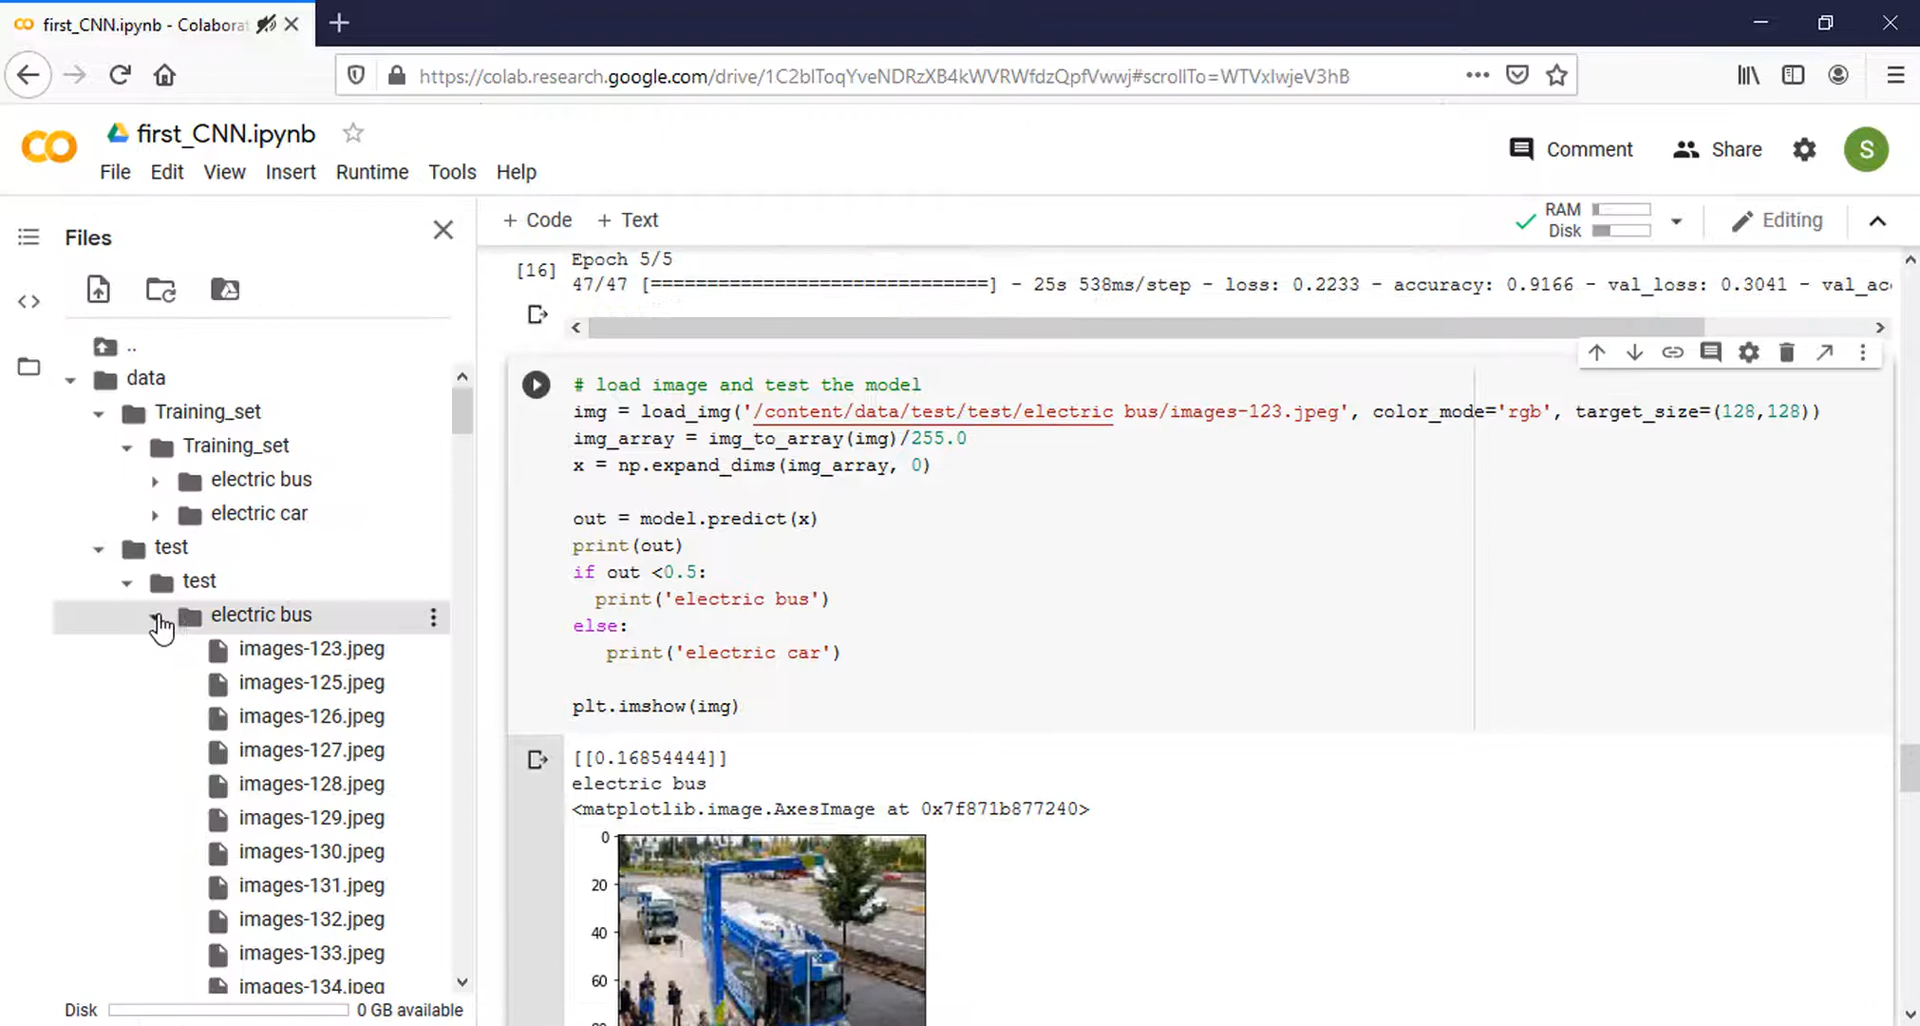 first_CNN.ipynb - Colaborat
https://colab.research.google.com/drive/1C2blToqYveNDRzXB4kWVRWfdzQpfVwwj#scrollTo=WTVxIwjeV3hB
first_CNN.ipynb
File Edit View Insert Runtime Tools Help
Comment Share S
Files
+ Code + Text
RAM
Disk
Editing
..
data
Training_set
Training_set
electric bus
electric car
test
test
electric bus
images-123.jpeg
images-125.jpeg
images-126.jpeg
images-127.jpeg
images-128.jpeg
images-129.jpeg
images-130.jpeg
images-131.jpeg
images-132.jpeg
images-133.jpeg
images-134.jpeg
Disk 0 GB available
[16]
Epoch 5/5
47/47 [==============================] - 25s 538ms/step - loss: 0.2233 - accuracy: 0.9166 - val_loss: 0.3041 - val_ac
# load image and test the model
img = load_img('/content/data/test/test/electric bus/images-123.jpeg', color_mode='rgb', target_size=(128,128))
img_array = img_to_array(img)/255.0
x = np.expand_dims(img_array, 0)
out = model.predict(x)
print(out)
if out <0.5:
print('electric bus')
else:
print('electric car')
plt.imshow(img)
[[0.16854444]]
electric bus
<matplotlib.image.AxesImage at 0x7f871b877240>
0
20
40
60
80